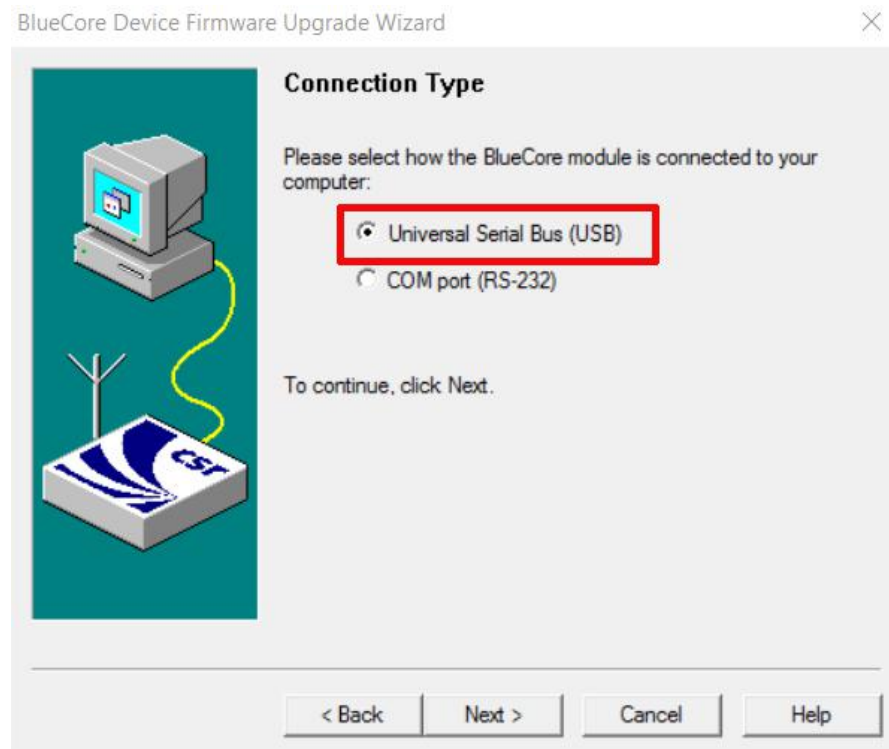 BlueCore Device Firmware Upgrade Wizard
Connection Type
Please select how the BlueCore module is connected to your
computer:
Universal Serial Bus (USB)
COM port (RS-232)
To continue, click Next.
CSr
< Back Next > Cancel Help